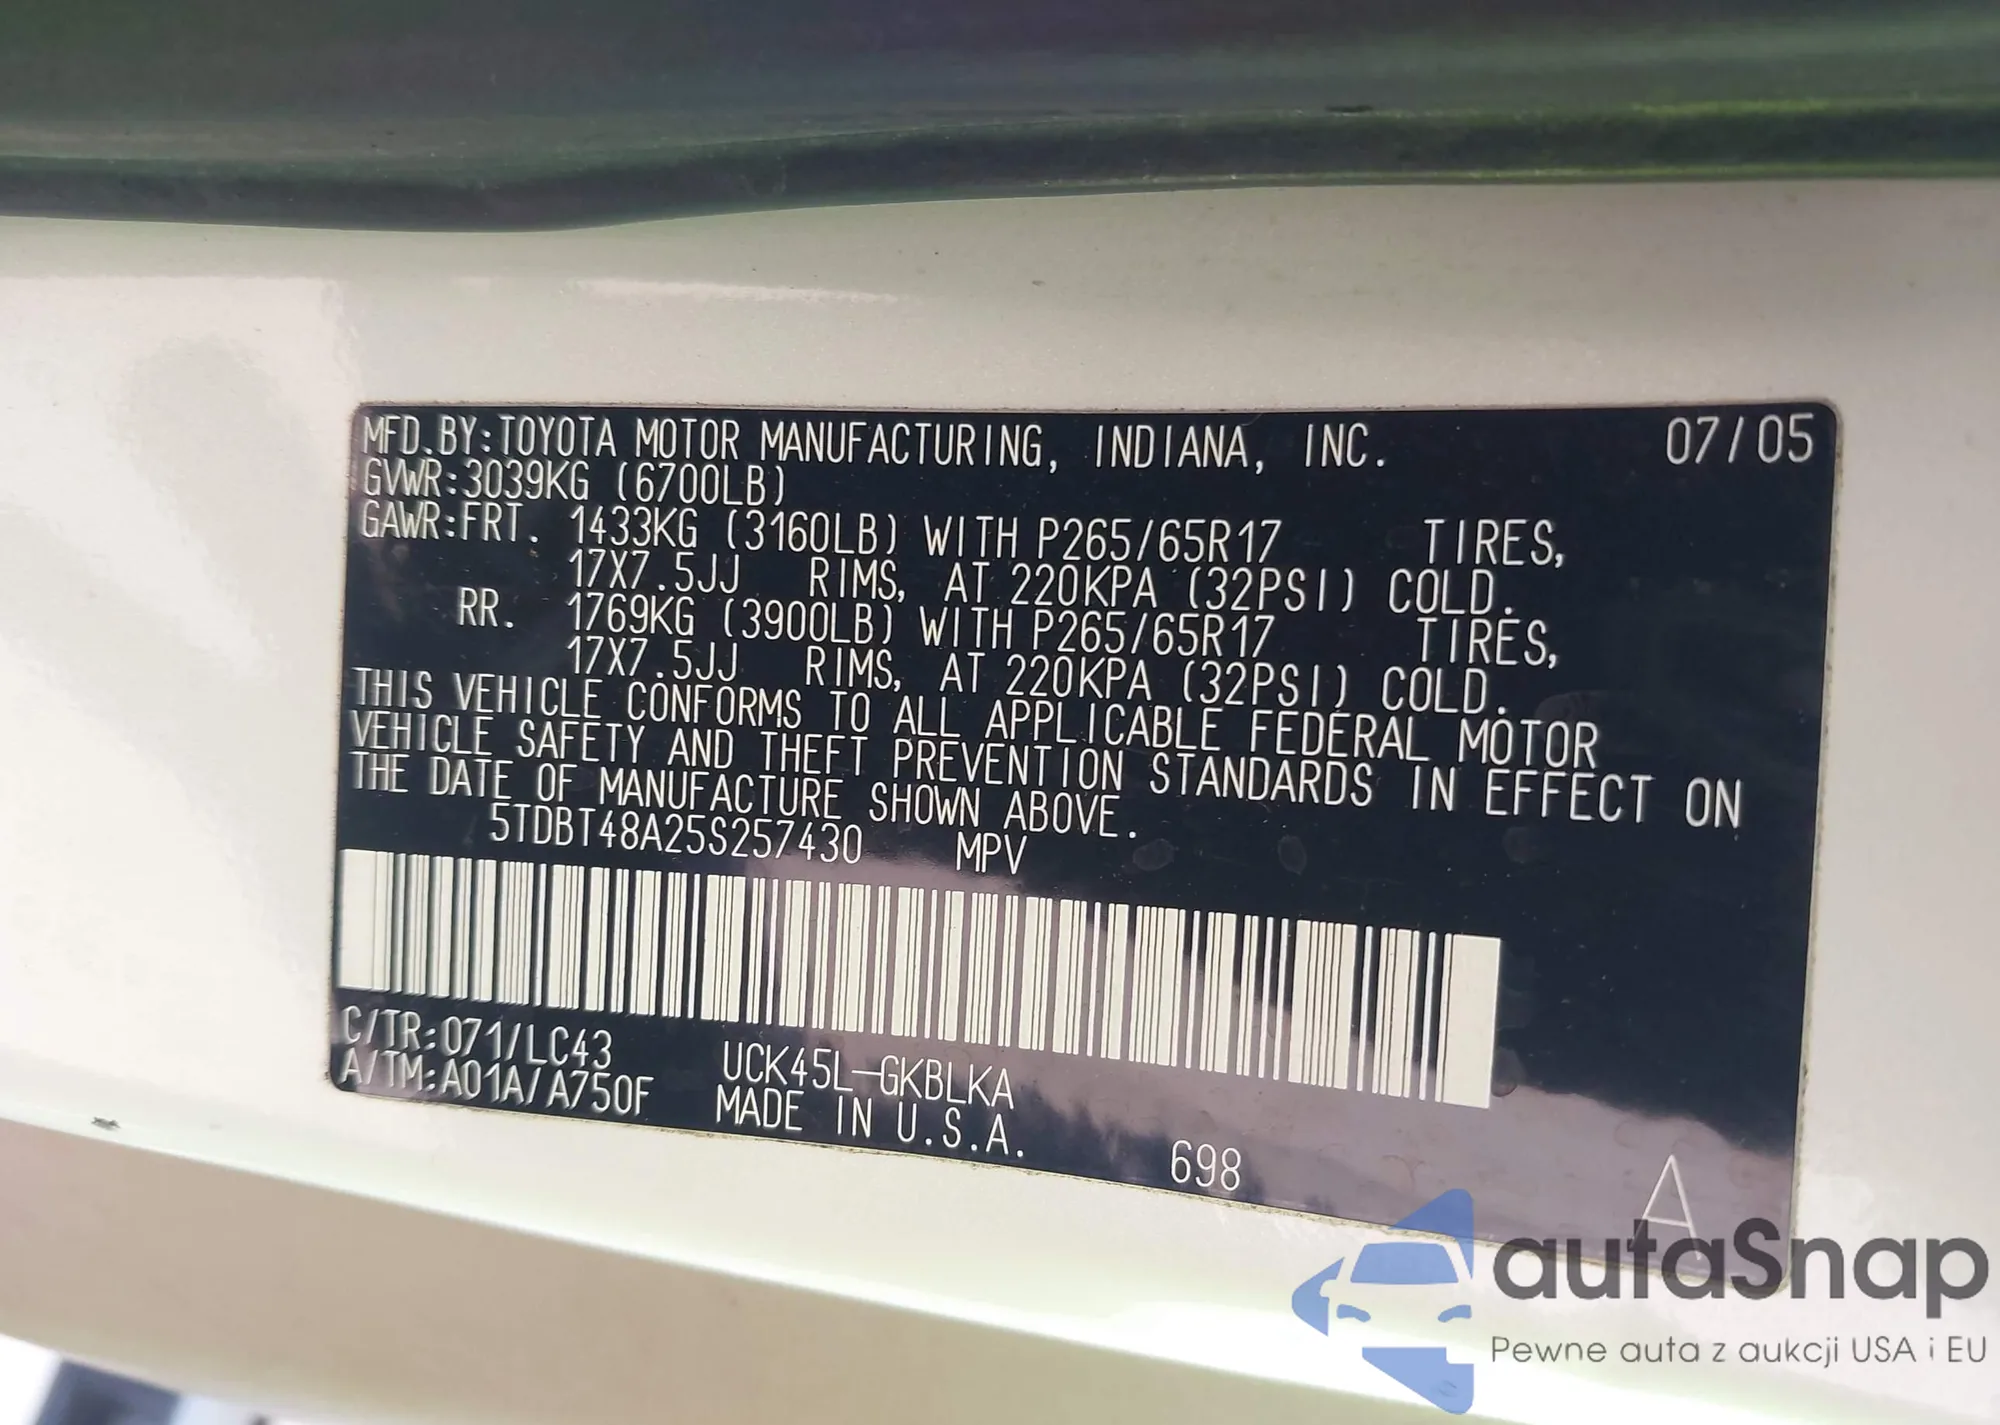 MFD.BY:TOYOTA MOTOR MANUFACTURING, INDIANA, INC. 07/05
GVWR:3039KG (6700LB)
GAWR:FRT. 1433KG (3160LB) WITH P265/65R17 TIRES,
17X7.5JJ RIMS, AT 220KPA (32PSI) COLD.
RR. 1769KG (3900LB) WITH P265/65R17 TIRES,
17X7.5JJ RIMS, AT 220KPA (32PSI) COLD.
THIS VEHICLE CONFORMS TO ALL APPLICABLE FEDERAL MOTOR
VEHICLE SAFETY AND THEFT PREVENTION STANDARDS IN EFFECT ON
THE DATE OF MANUFACTURE SHOWN ABOVE.
5TDBT48A25S257430 MPV
C/TR:071/LC43 UCK45L-GKBLKA
A/TM:A01A/A750F MADE IN U.S.A.
698 A
autaSnap
Pewne auta z aukcji USA i EU